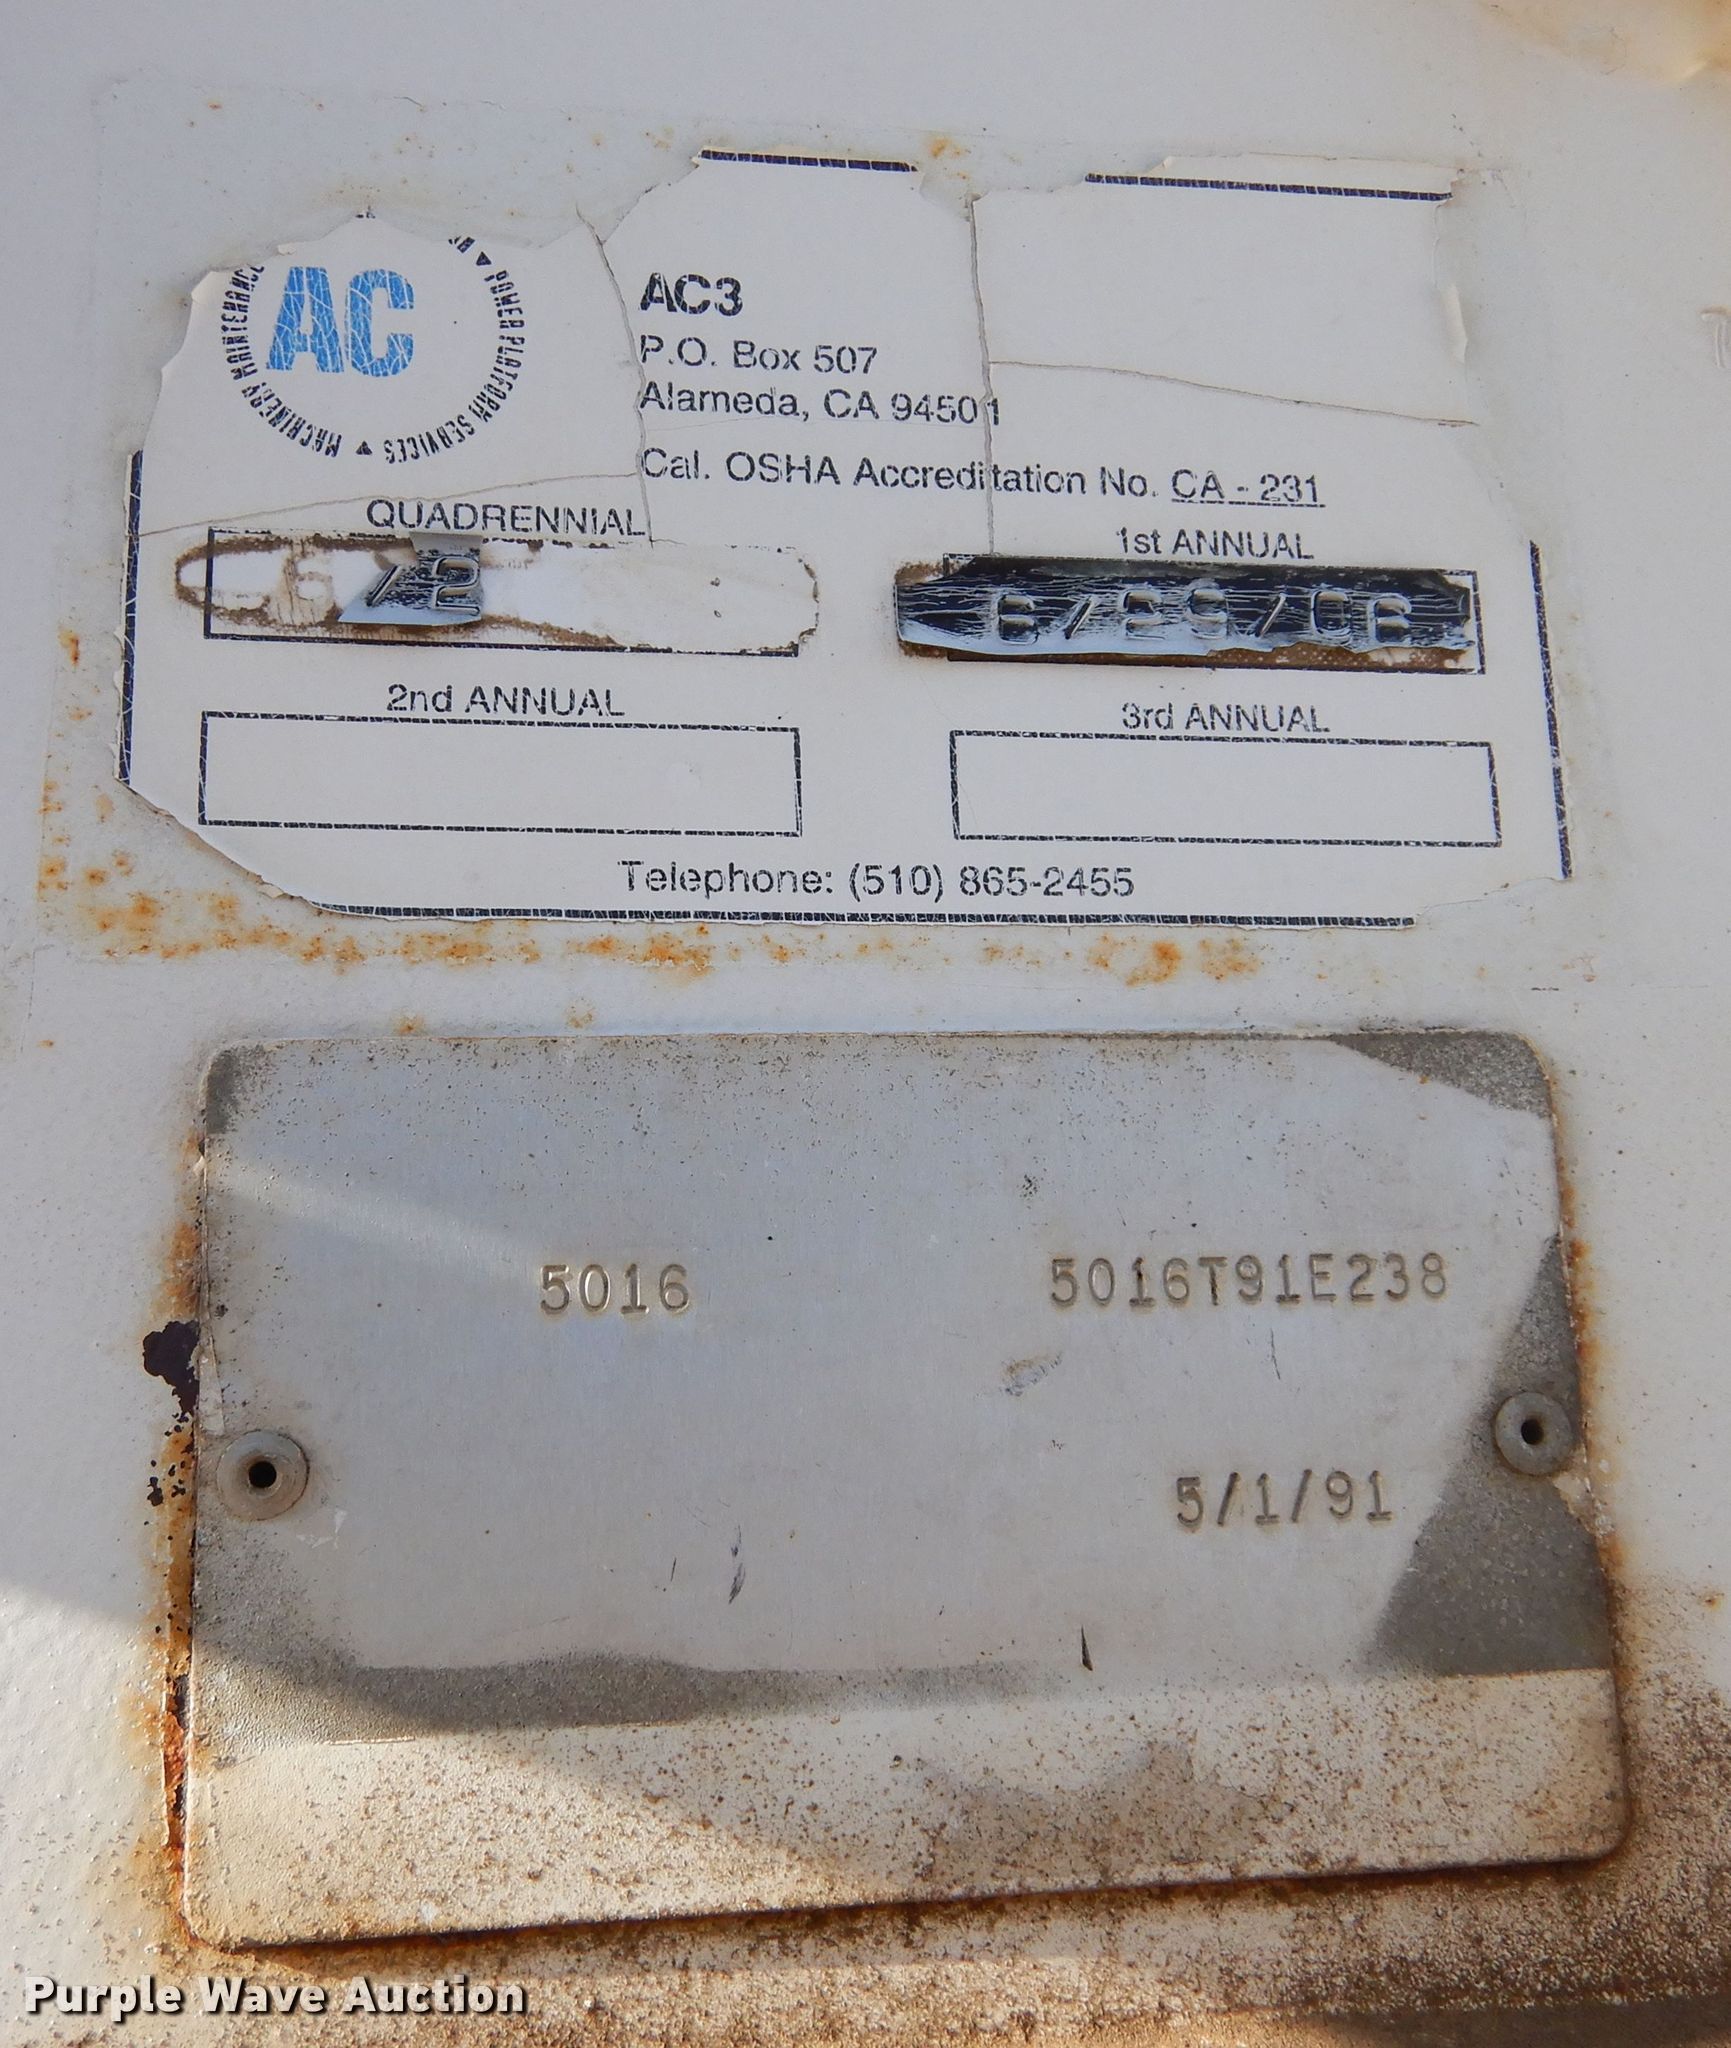 AC
MACHINERY MAINTENANCE
POWER PLATFORM SERVICES
AC3
P.O. Box 507
Alameda, CA 94501
Cal. OSHA Accreditation No. CA - 231
QUADRENNIAL
1st ANNUAL
/2
2nd ANNUAL
3rd ANNUAL
Telephone: (510) 865-2455
5016
5016T91E238
5/1/91
Purple Wave Auction